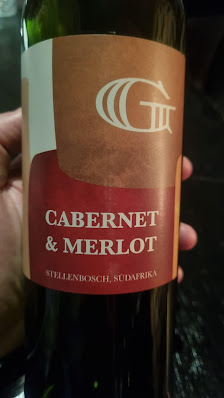 CABERNET
& MERLOT
STELLENBOSCH, SÜDAFRIKA